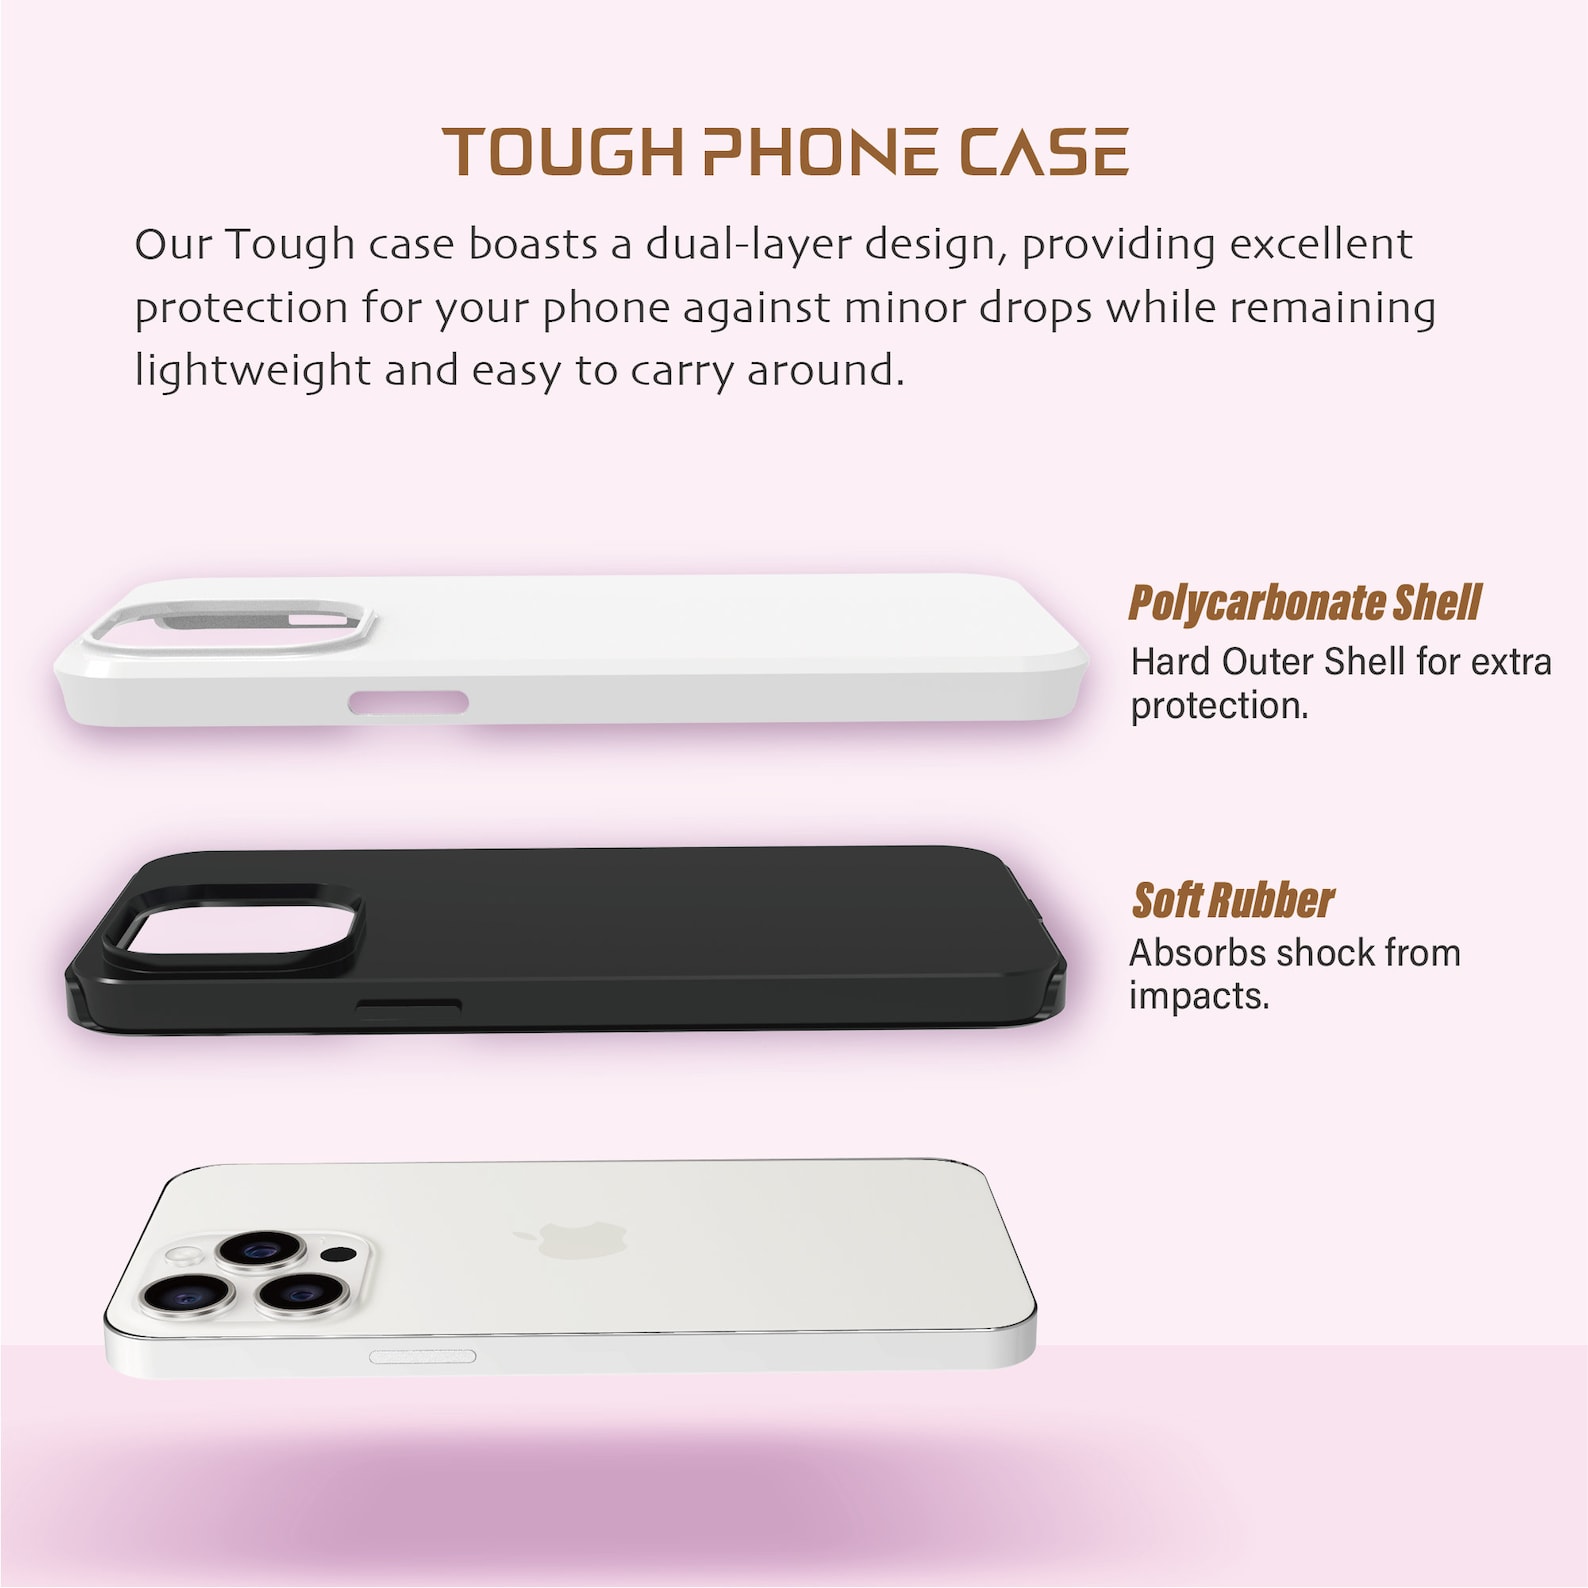 TOUGH PHONE CASE
Our Tough case boasts a dual-layer design, providing excellent
protection for your phone against minor drops while remaining
lightweight and easy to carry around.
Polycarbonate Shell
Hard Outer Shell for extra
protection.
Soft Rubber
Absorbs shock from
impacts.